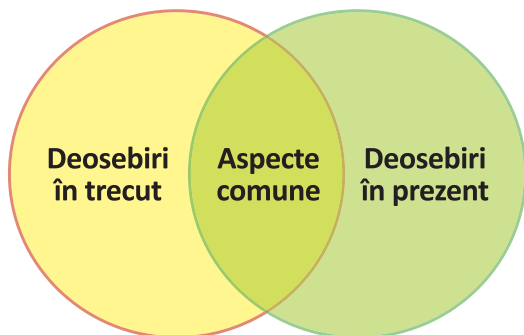 Deosebiri
în trecut
Aspecte
comune
Deosebiri
în prezent